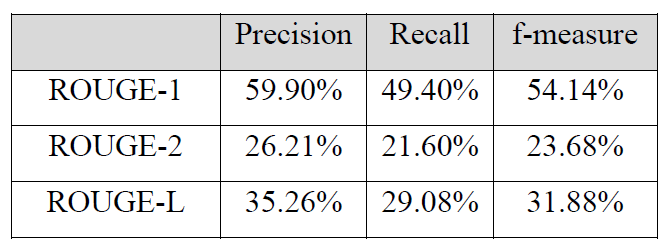 Precision Recall f-measure
ROUGE-1 59.90% 49.40% 54.14%
ROUGE-2 26.21% 21.60% 23.68%
ROUGE-L 35.26% 29.08% 31.88%